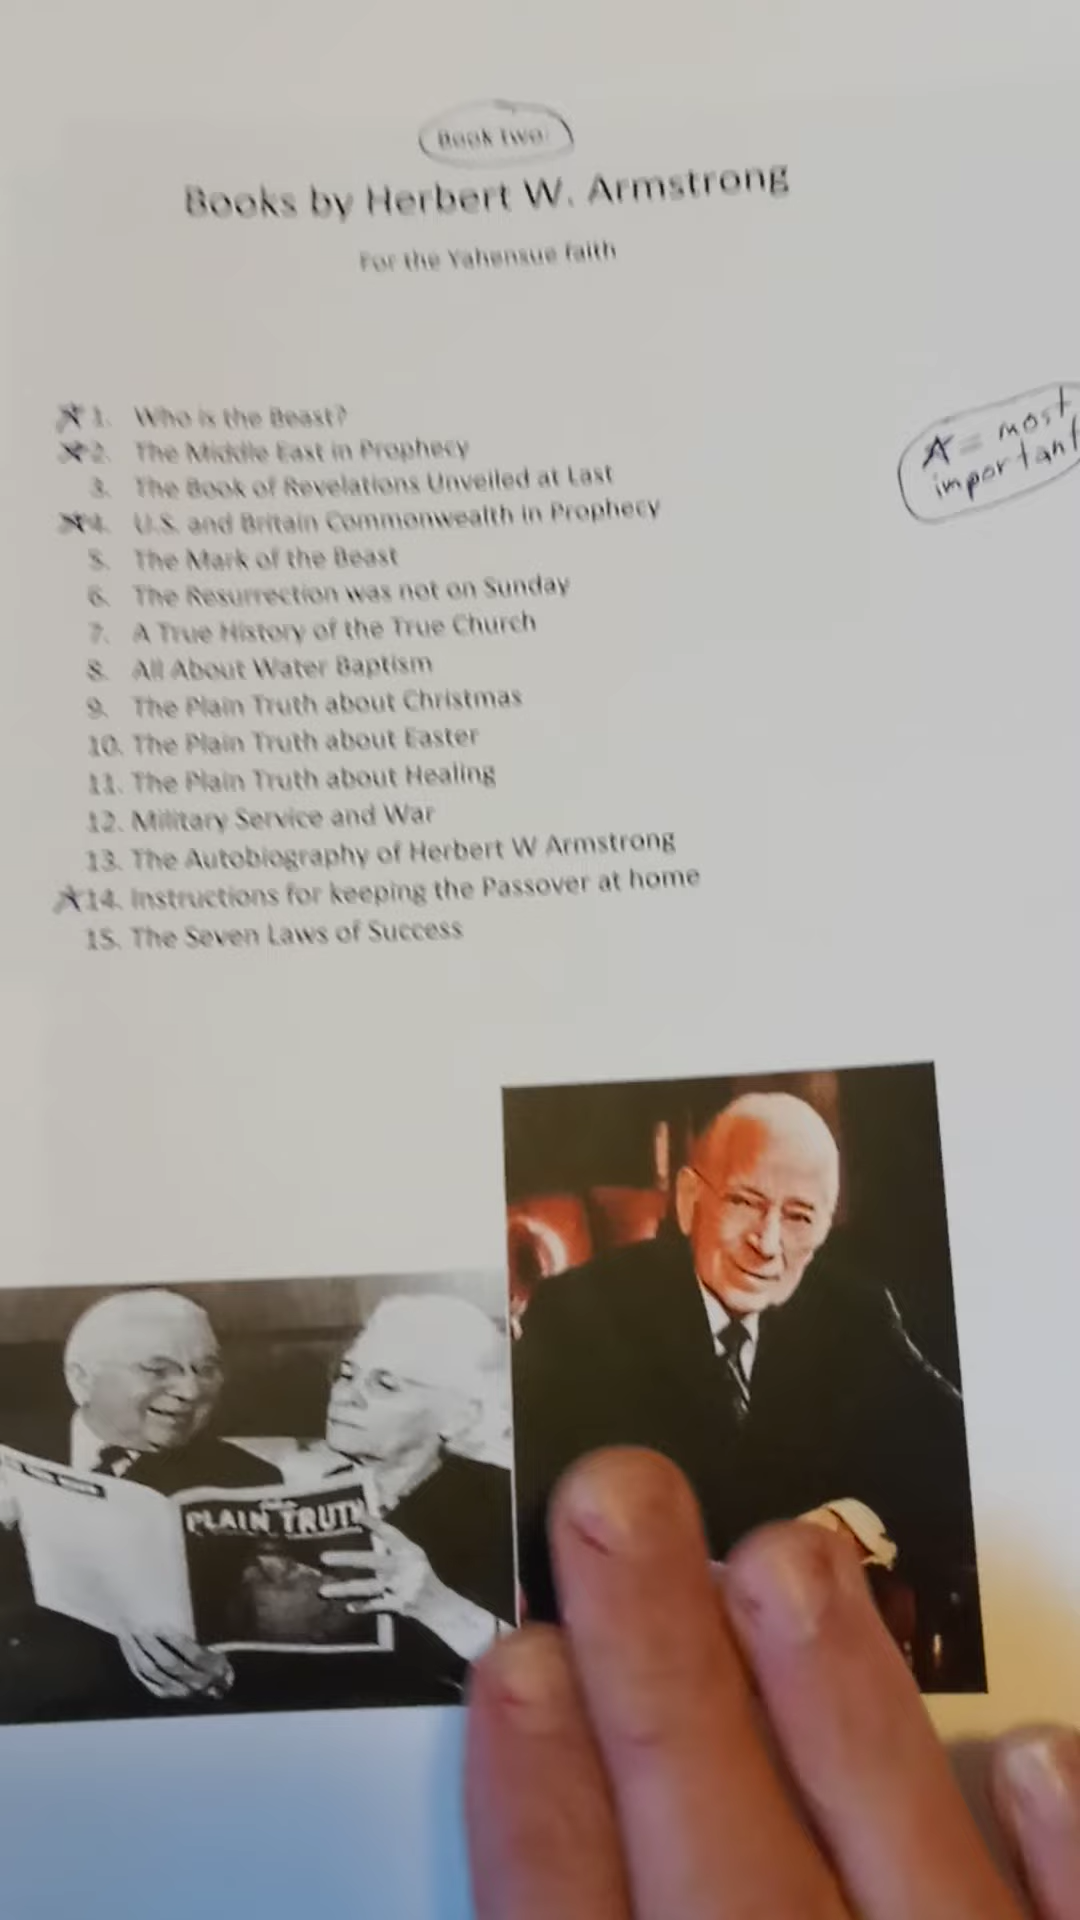 Book two:
Books by Herbert W. Armstrong
For the Yahensue faith
☆ 1. Who is the Beast?
☆ 2. The Middle East in Prophecy
3. The Book of Revelations Unveiled at Last
☆ 4. U.S. and Britain Commonwealth in Prophecy
5. The Mark of the Beast
6. The Resurrection was not on Sunday
7. A True History of the True Church
8. All About Water Baptism
9. The Plain Truth about Christmas
10. The Plain Truth about Easter
11. The Plain Truth about Healing
12. Military Service and War
13. The Autobiography of Herbert W Armstrong
☆ 14. Instructions for keeping the Passover at home
15. The Seven Laws of Success
☆ = most
important
PLAIN TRUTH